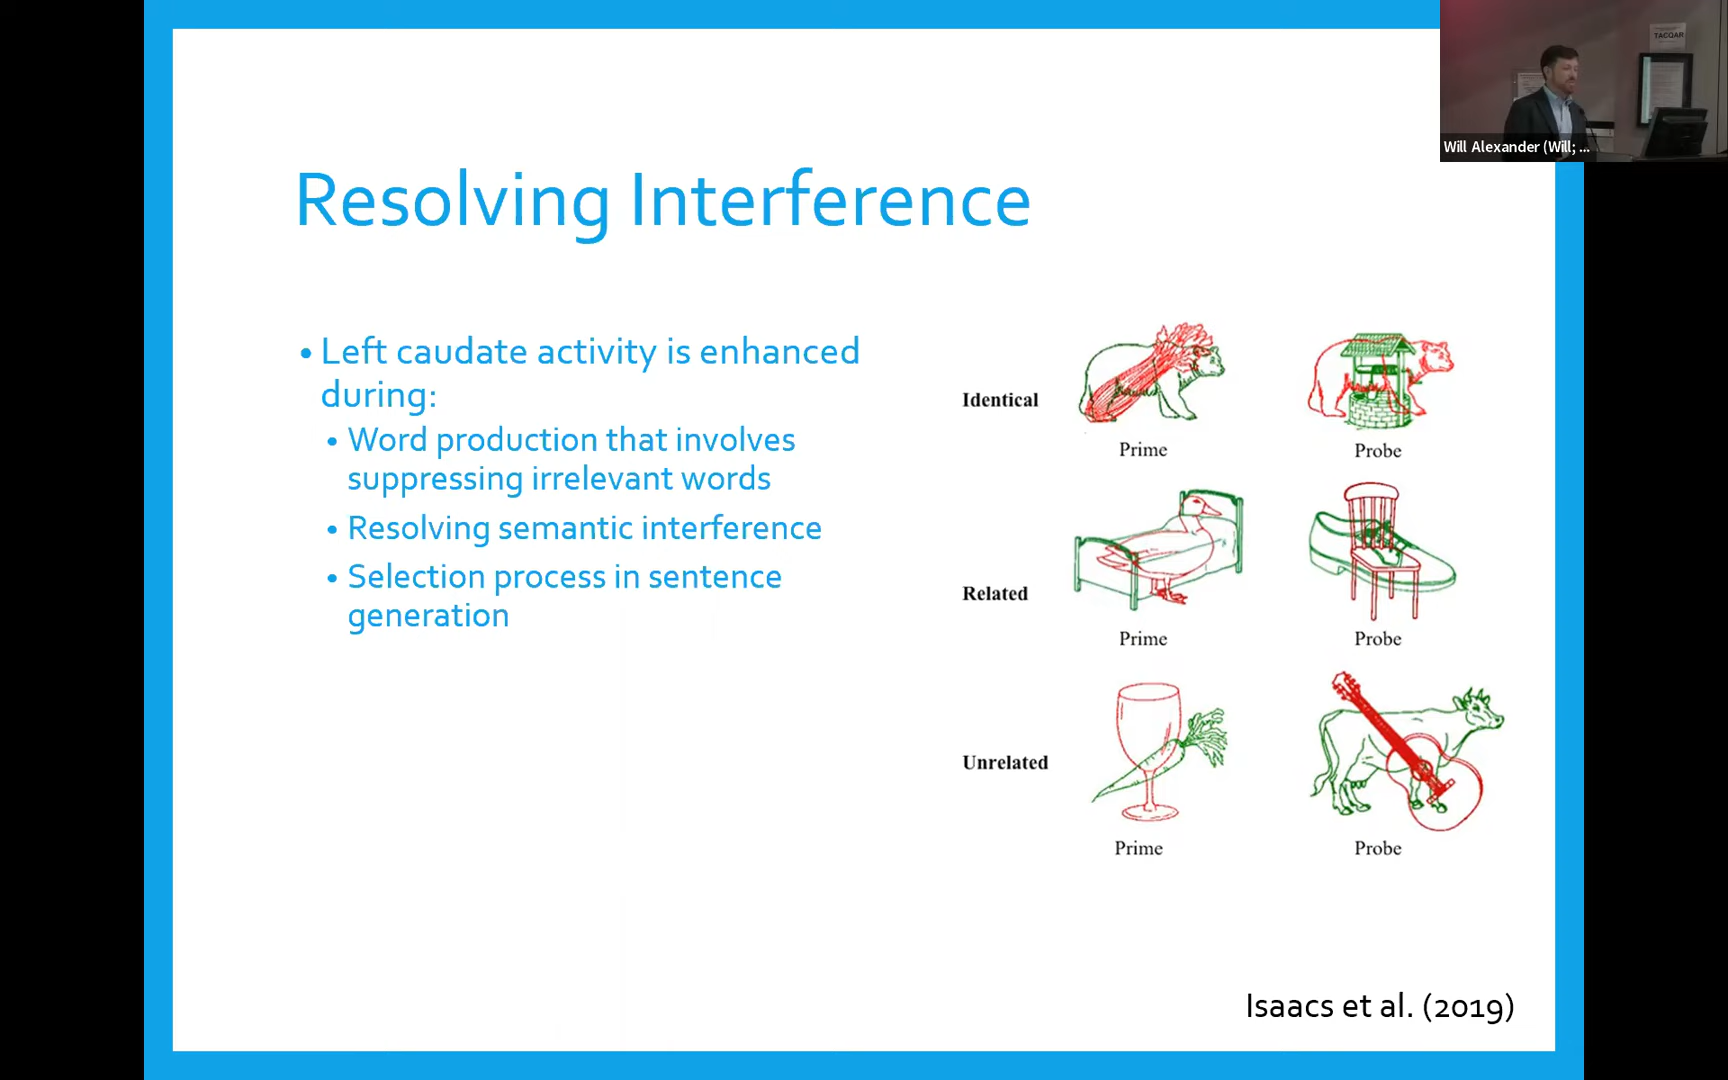 TACQAR
Will Alexander (Will; ...
Resolving Interference
• Left caudate activity is enhanced
during:
• Word production that involves
suppressing irrelevant words
• Resolving semantic interference
• Selection process in sentence
generation
Identical
Prime
Probe
Related
Prime
Probe
Unrelated
Prime
Probe
Isaacs et al. (2019)